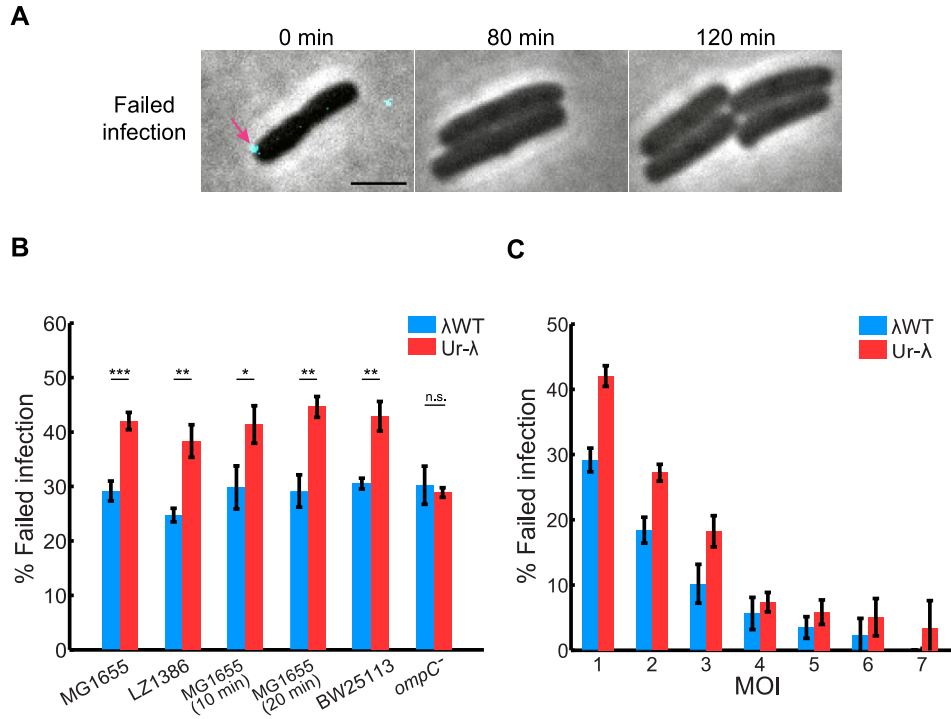 A
0 min
80 min
120 min
Failed
infection
B
% Failed infection
60
50
40
30
20
10
0
λWT
Ur-λ
***
**
*
**
**
n.s.
MG1655
LZ1386
MG1655
(10 min)
MG1655
(20 min)
BW25113
ompC⁻
C
% Failed infection
50
40
30
20
10
0
λWT
Ur-λ
1 2 3 4 5 6 7
MOI